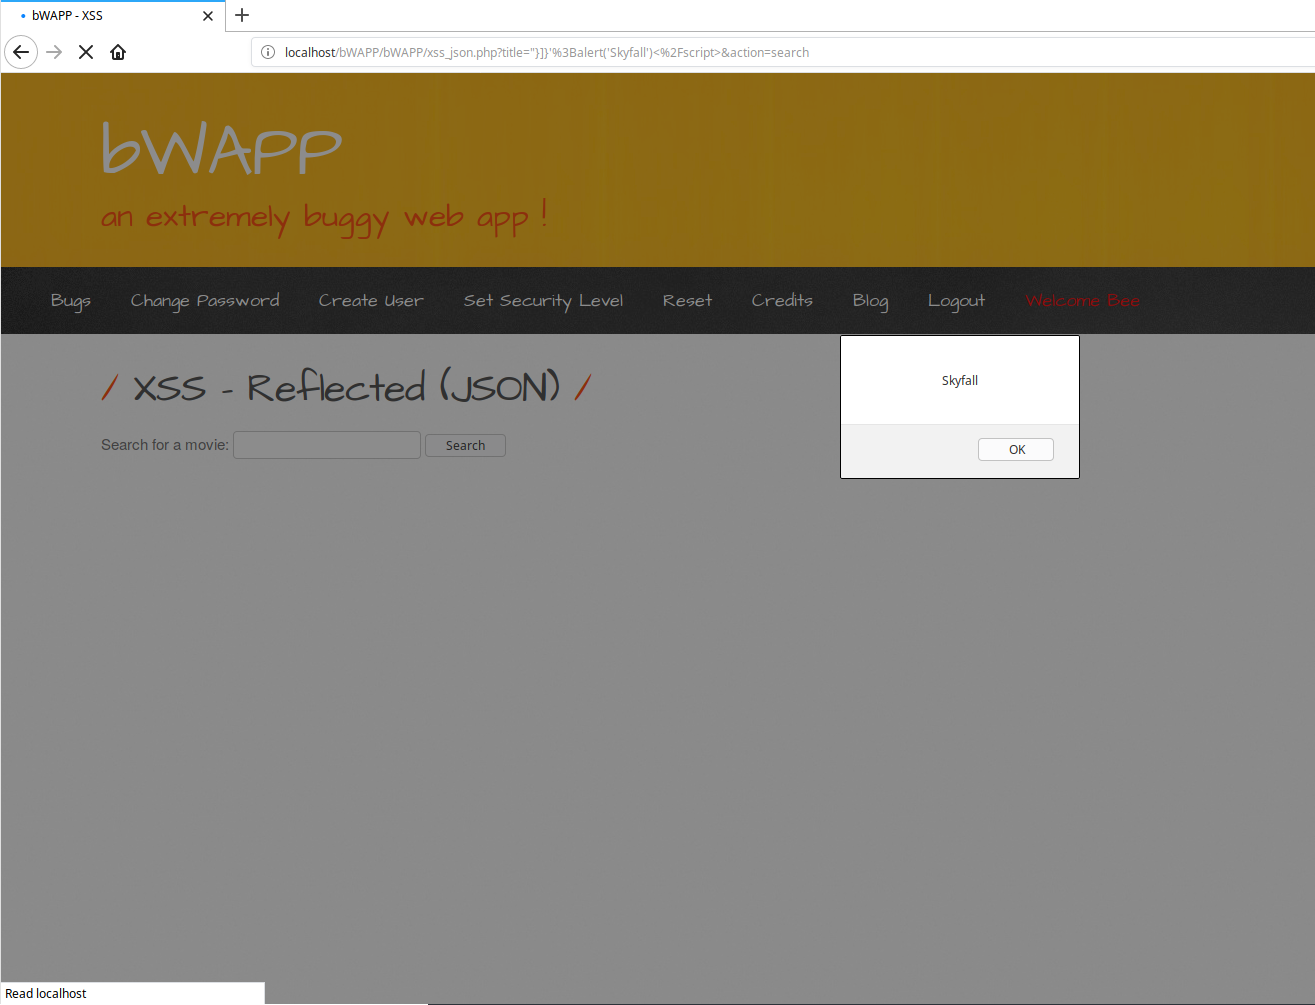 bWAPP - XSS
localhost/bWAPP/bWAPP/xss_json.php?title="}]}'%3Balert('Skyfall')<%2Fscript>&action=search
bWAPP
an extremely buggy web app !
Bugs Change Password Create User Set Security Level Reset Credits Blog Logout Welcome Bee
/ XSS - Reflected (JSON) /
Skyfall
Search for a movie: Search
OK
Read localhost